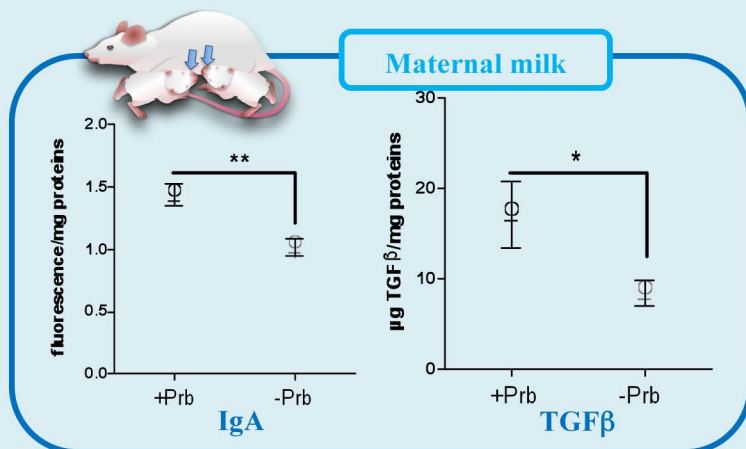 Maternal milk
fluorescence/mg proteins
2.0
1.5
1.0
0.5
0.0
**
+Prb
-Prb
IgA
µg TGFβ/mg proteins
30
20
10
0
*
+Prb
-Prb
TGFβ